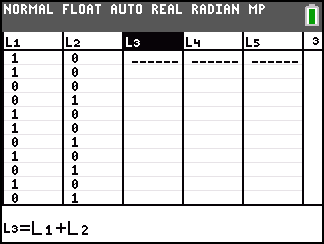 NORMAL FLOAT AUTO REAL RADIAN MP
L1 L2 L3 L4 L5 3
1 0 ------ ------ ------
1 0
0 0
0 1
1 0
0 1
0 1
1 0
1 0
0 0
0 1
L3=L1+L2